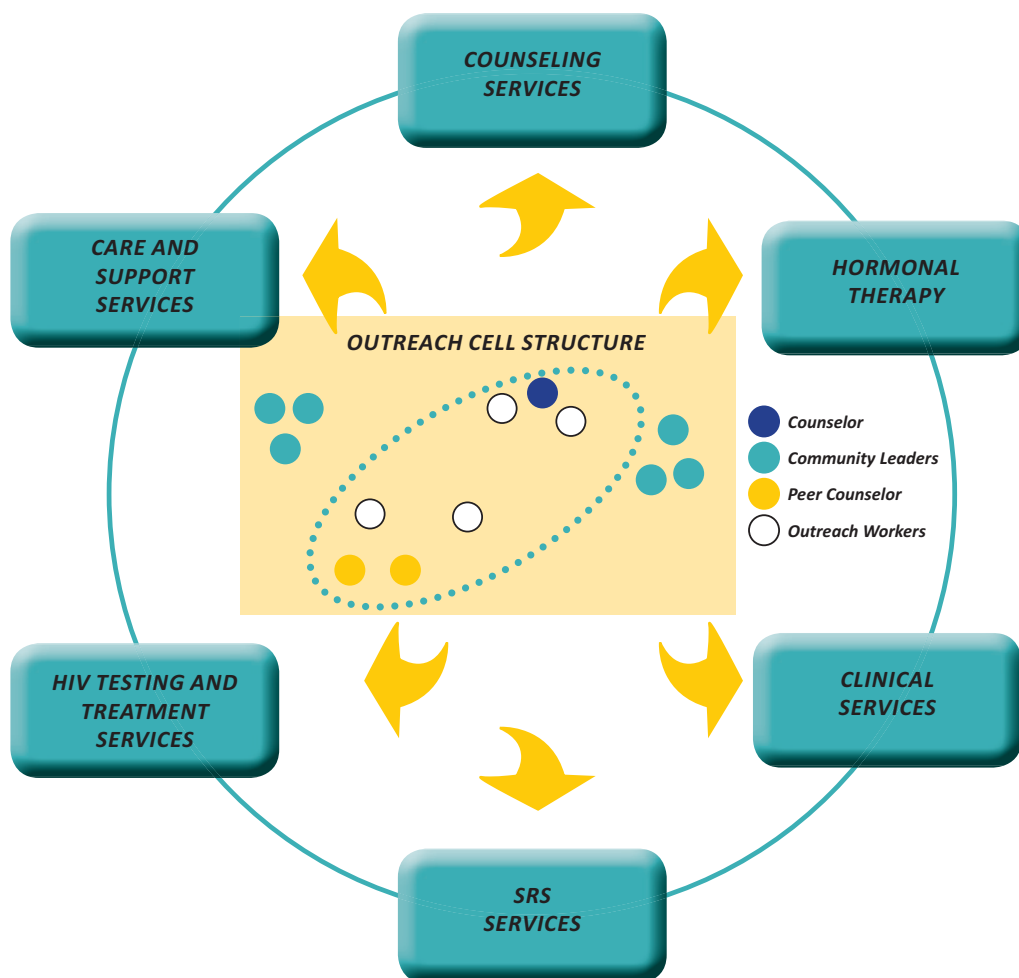 COUNSELING
SERVICES
CARE AND
SUPPORT
SERVICES
HORMONAL
THERAPY
OUTREACH CELL STRUCTURE
Counselor
Community Leaders
Peer Counselor
Outreach Workers
HIV TESTING AND
TREATMENT
SERVICES
CLINICAL
SERVICES
SRS
SERVICES